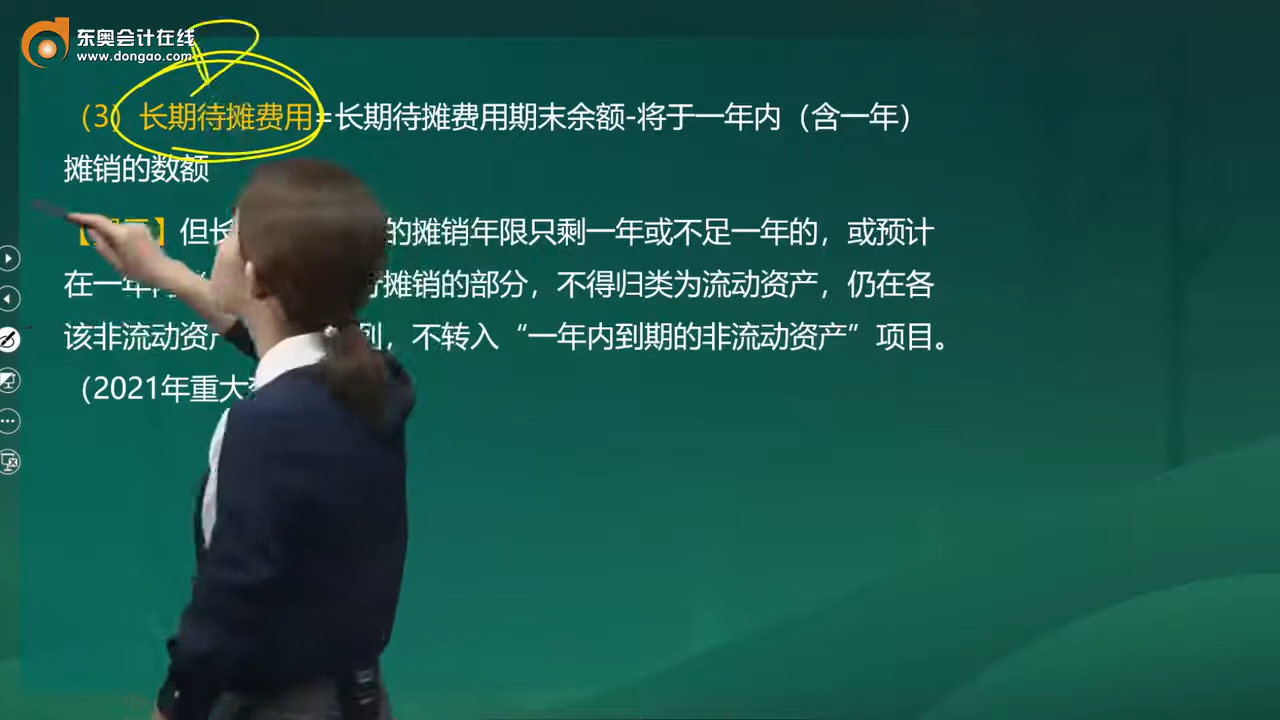 东奥会计在线
www.dongao.com
（3）长期待摊费用=长期待摊费用期末余额-将于一年内（含一年）
摊销的数额
【 】但长 的摊销年限只剩一年或不足一年的，或预计
在一年内 摊销的部分，不得归类为流动资产，仍在各
该非流动资产 列，不转入“一年内到期的非流动资产”项目。
（2021年重大